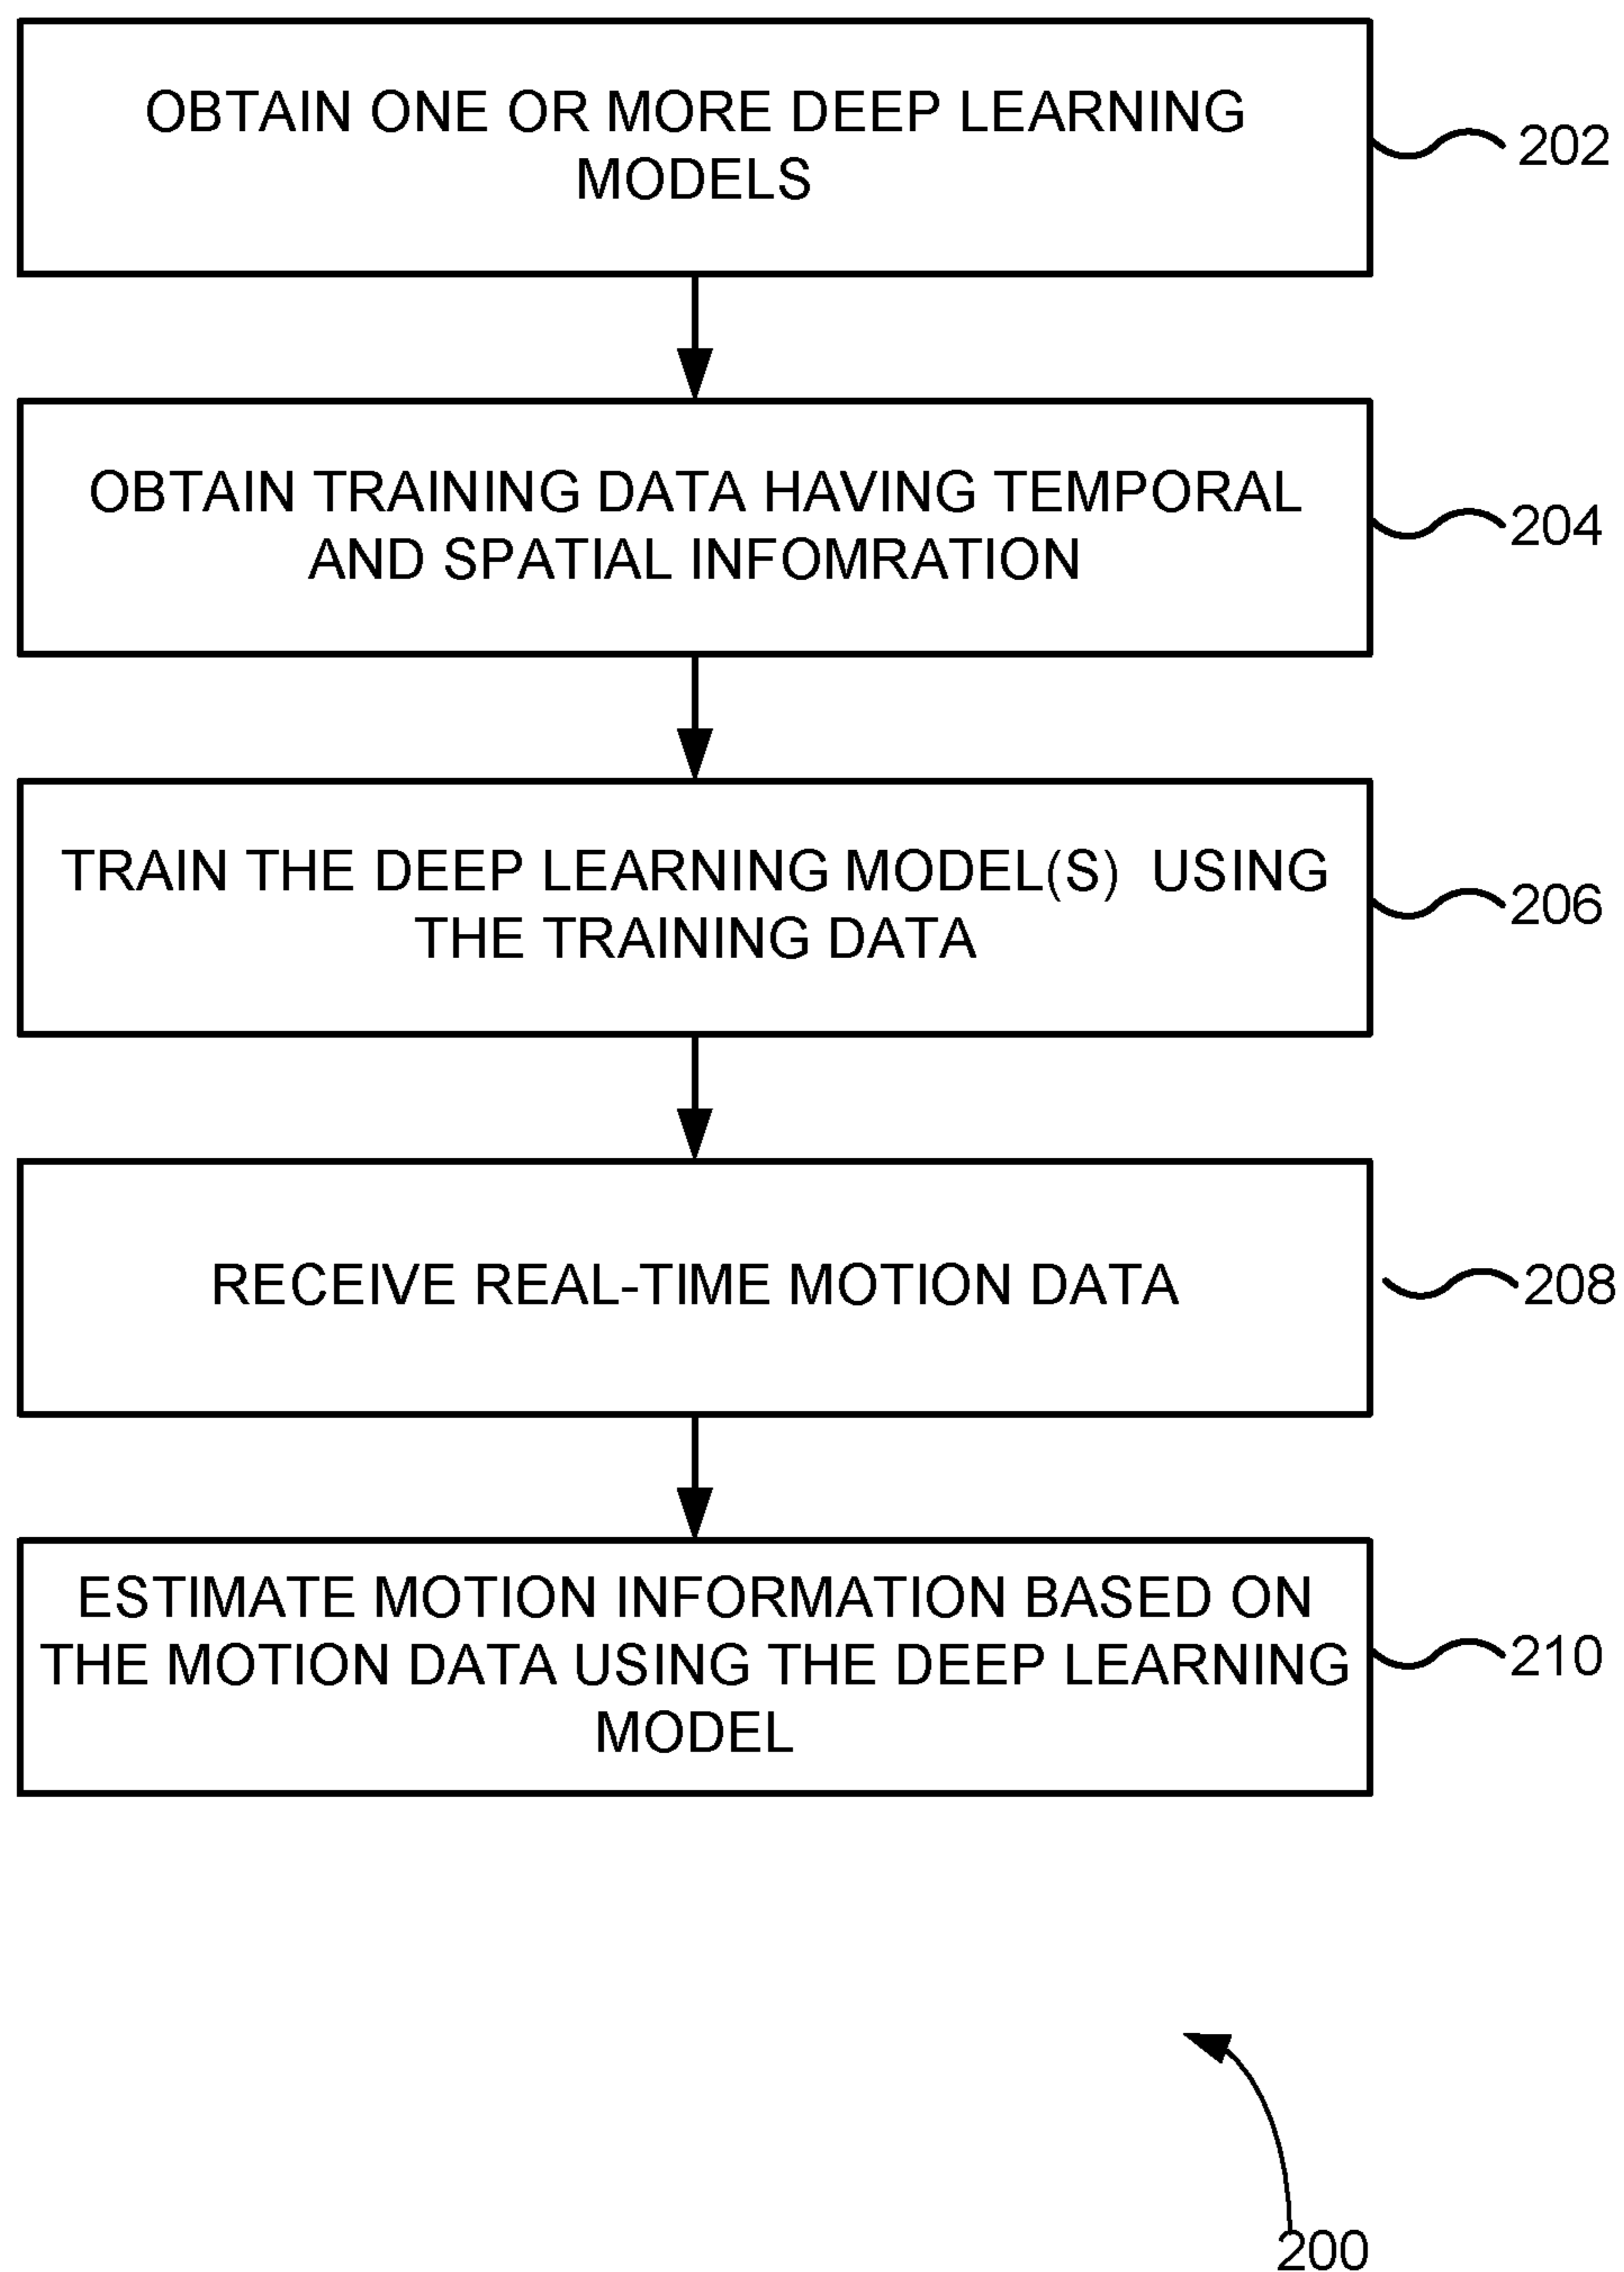 OBTAIN ONE OR MORE DEEP LEARNING
MODELS
202
OBTAIN TRAINING DATA HAVING TEMPORAL
AND SPATIAL INFOMRATION
204
TRAIN THE DEEP LEARNING MODEL(S) USING
THE TRAINING DATA
206
RECEIVE REAL-TIME MOTION DATA
208
ESTIMATE MOTION INFORMATION BASED ON
THE MOTION DATA USING THE DEEP LEARNING
MODEL
210
200